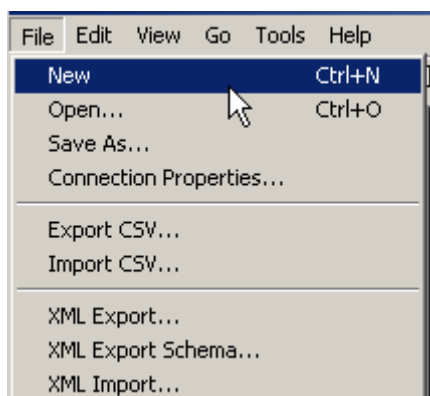 File Edit View Go Tools Help
New Ctrl+N
Open... Ctrl+O
Save As...
Connection Properties...
Export CSV...
Import CSV...
XML Export...
XML Export Schema...
XML Import...